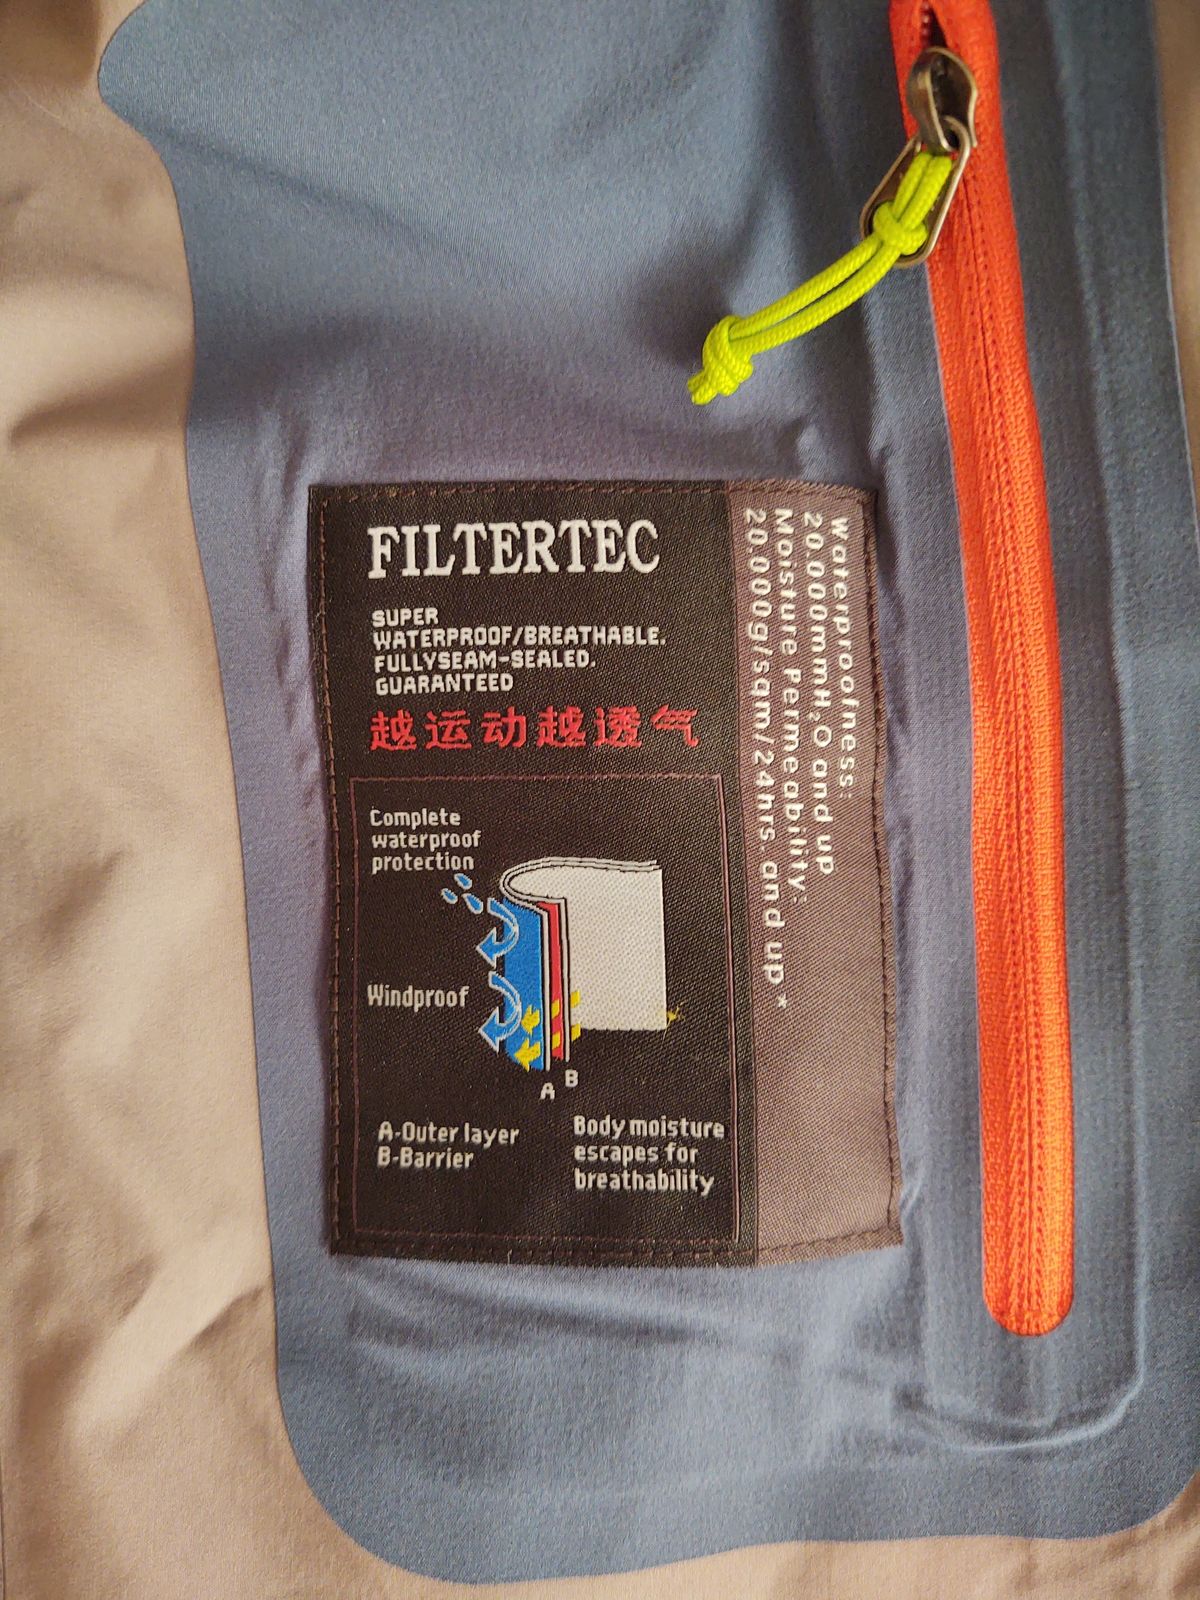 FILTERTEC
SUPER
WATERPROOF/BREATHABLE.
FULLYSEAM-SEALED.
GUARANTEED
越运动越透气
Complete
waterproof
protection
Windproof
A
B
A-Outer layer
B-Barrier
Body moisture
escapes for
breathability
Waterproofness:
20.000mmH₂O and up
Moisture Permeability:
20.000g/sqm/24hrs. and up*